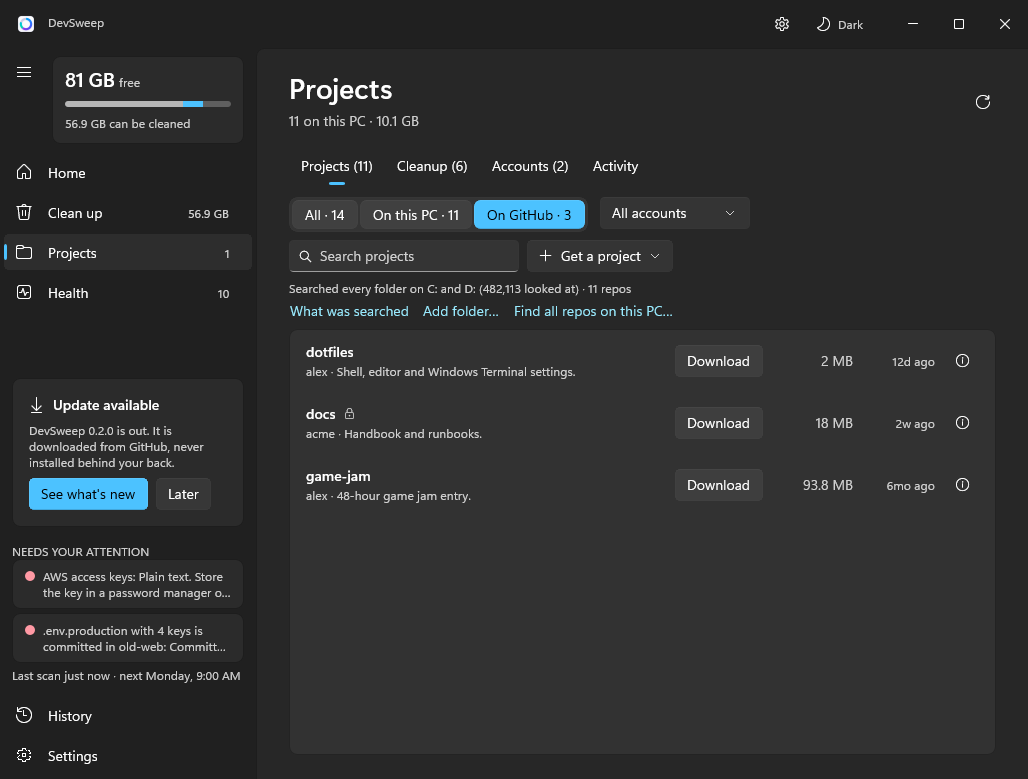 DevSweep
Dark
81 GB free
56.9 GB can be cleaned
Home
Clean up 56.9 GB
Projects 1
Health 10
Update available
DevSweep 0.2.0 is out. It is
downloaded from GitHub, never
installed behind your back.
See what's new Later
NEEDS YOUR ATTENTION
AWS access keys: Plain text. Store
the key in a password manager o...
.env.production with 4 keys is
committed in old-web: Committ...
Last scan just now · next Monday, 9:00 AM
History
Settings
Projects
11 on this PC · 10.1 GB
Projects (11) Cleanup (6) Accounts (2) Activity
All · 14 On this PC · 11 On GitHub · 3 All accounts
Search projects Get a project
Searched every folder on C: and D: (482,113 looked at) · 11 repos
What was searched Add folder... Find all repos on this PC...
dotfiles
alex · Shell, editor and Windows Terminal settings.
Download 2 MB 12d ago
docs
acme · Handbook and runbooks.
Download 18 MB 2w ago
game-jam
alex · 48-hour game jam entry.
Download 93.8 MB 6mo ago